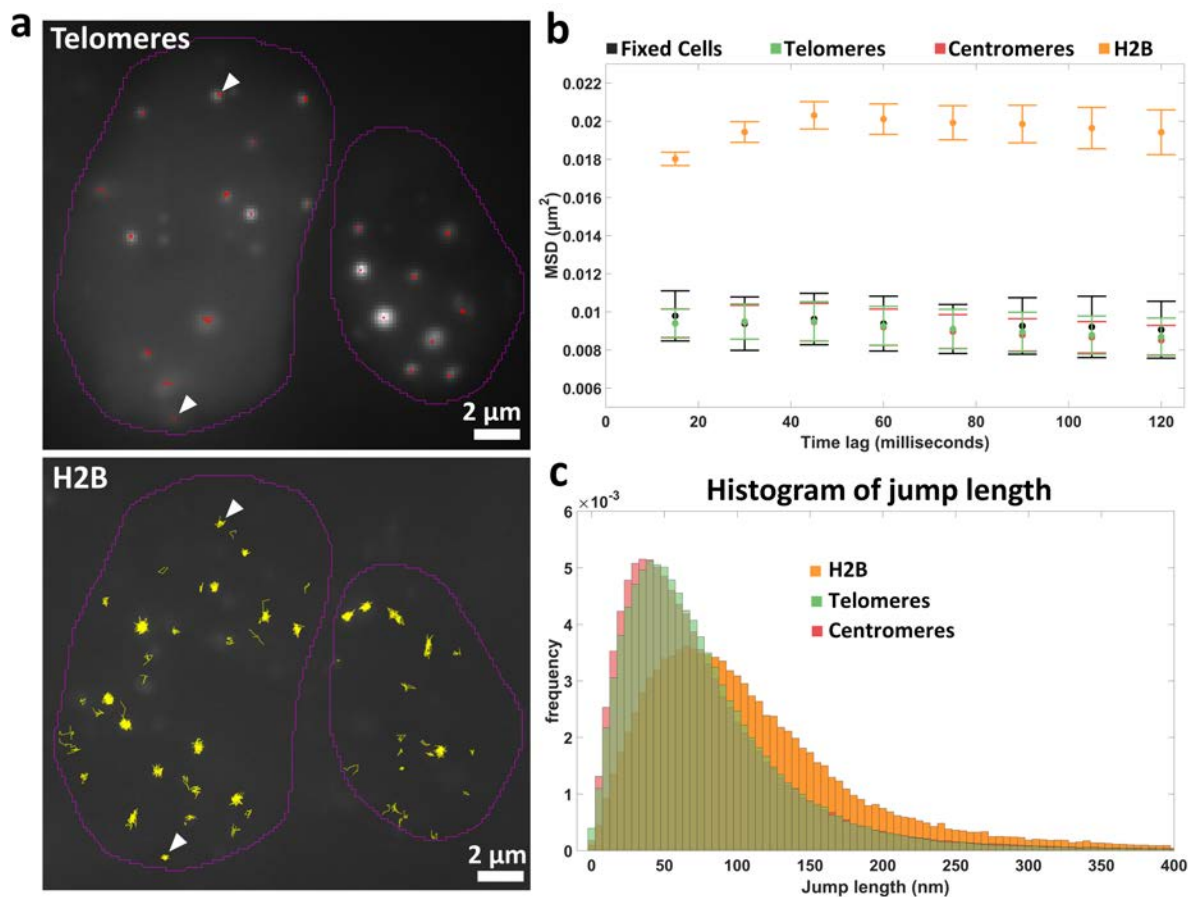 a
Telomeres
2 µm
H2B
2 µm
b
Fixed Cells Telomeres Centromeres H2B
0.022
0.02
0.018
0.016
0.014
0.012
0.01
0.008
0.006
MSD (µm²)
0 20 40 60 80 100 120
Time lag (milliseconds)
c
Histogram of jump length
×10⁻³
6
5
4
3
2
1
0
frequency
H2B
Telomeres
Centromeres
0 50 100 150 200 250 300 350 400
Jump length (nm)